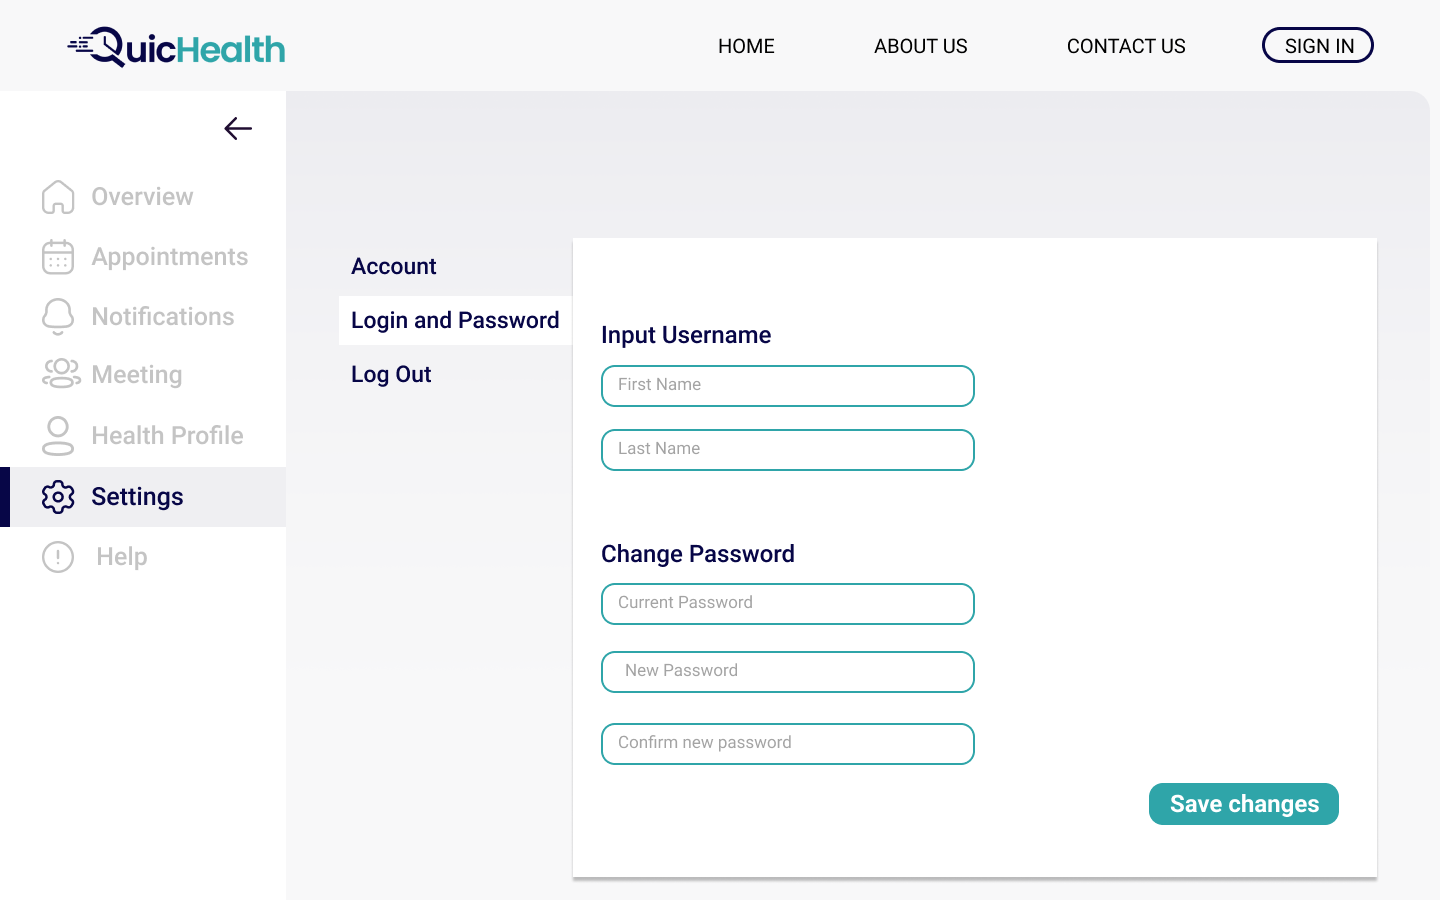 QuicHealth
HOME
ABOUT US
CONTACT US
SIGN IN
Overview
Appointments
Notifications
Meeting
Health Profile
Settings
Help
Account
Login and Password
Log Out
Input Username
First Name
Last Name
Change Password
Current Password
New Password
Confirm new password
Save changes